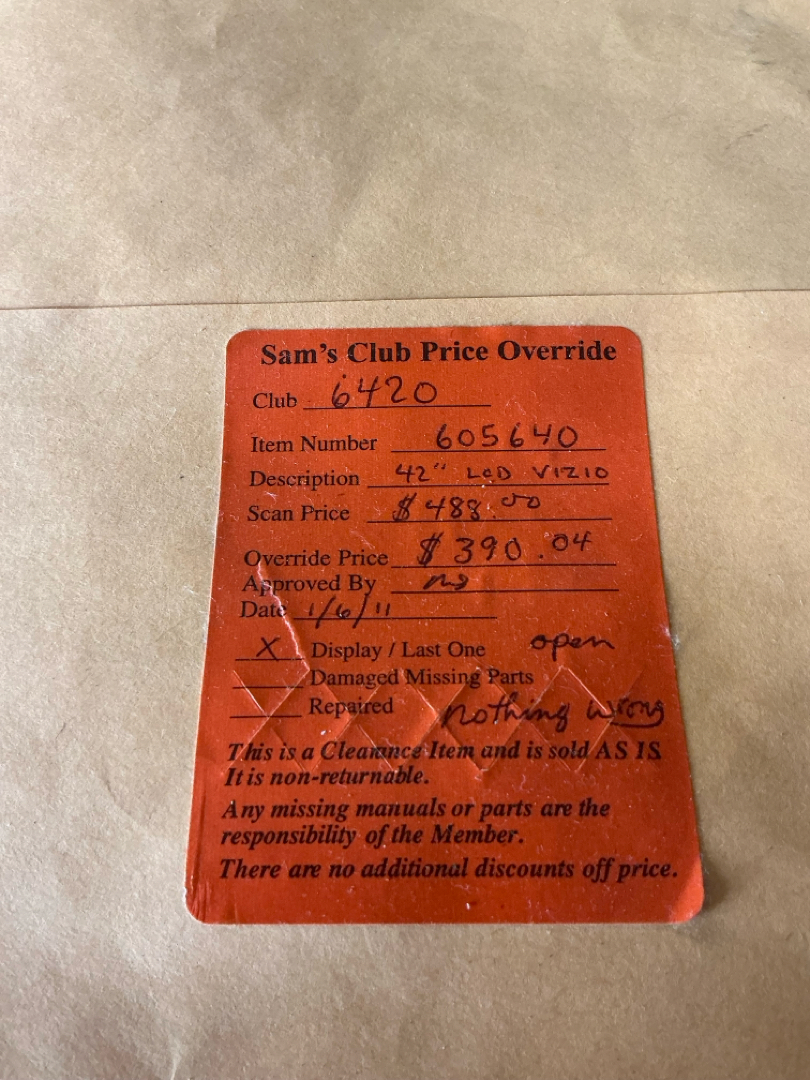 Sam's Club Price Override
Club 6420
Item Number 605640
Description 42" LCD VIZIO
Scan Price $488.00
Override Price $390.04
Approved By
Date 1/6/11
X Display / Last One open
Damaged Missing Parts
Repaired nothing wrong
This is a Clearance Item and is sold AS IS.
It is non-returnable.
Any missing manuals or parts are the
responsibility of the Member.
There are no additional discounts off price.